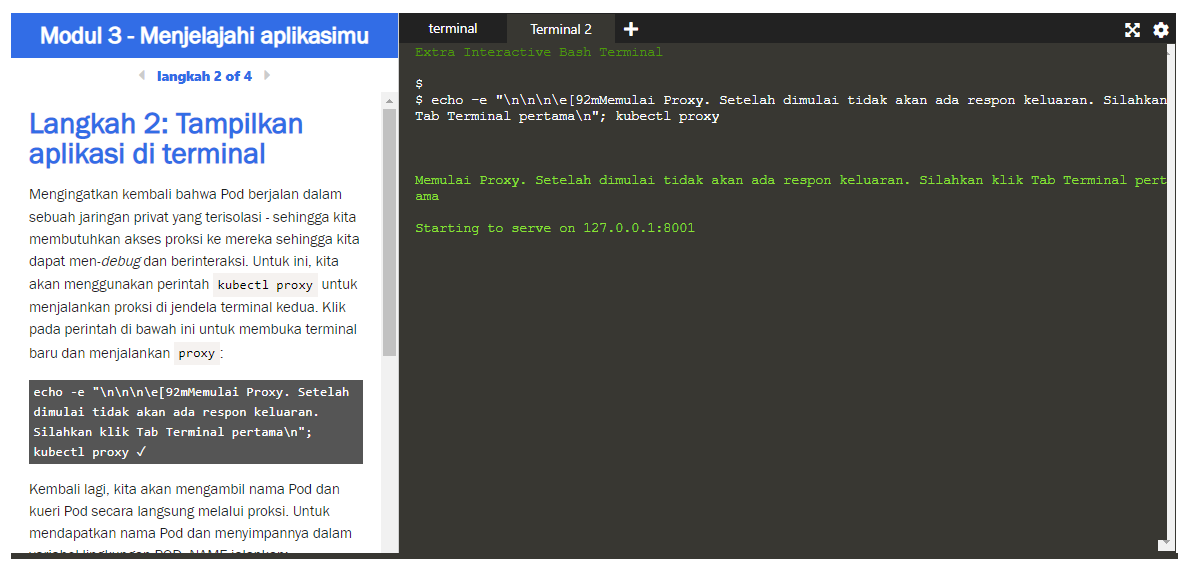 Modul 3 - Menjelajahi aplikasimu
langkah 2 of 4
Langkah 2: Tampilkan
aplikasi di terminal
Mengingatkan kembali bahwa Pod berjalan dalam
sebuah jaringan privat yang terisolasi - sehingga kita
membutuhkan akses proksi ke mereka sehingga kita
dapat men-debug dan berinteraksi. Untuk ini, kita
akan menggunakan perintah kubectl proxy untuk
menjalankan proksi di jendela terminal kedua. Klik
pada perintah di bawah ini untuk membuka terminal
baru dan menjalankan proxy :
echo -e "\n\n\n\e[92mMemulai Proxy. Setelah
dimulai tidak akan ada respon keluaran.
Silahkan klik Tab Terminal pertama\n";
kubectl proxy ✓
Kembali lagi, kita akan mengambil nama Pod dan
kueri Pod secara langsung melalui proksi. Untuk
mendapatkan nama Pod dan menyimpannya dalam
variabel lingkungan POD_NAME jalankan:
terminal
Terminal 2
Extra Interactive Bash Terminal
$
$ echo -e "\n\n\n\e[92mMemulai Proxy. Setelah dimulai tidak akan ada respon keluaran. Silahkan
Tab Terminal pertama\n"; kubectl proxy
Memulai Proxy. Setelah dimulai tidak akan ada respon keluaran. Silahkan klik Tab Terminal pert
ama
Starting to serve on 127.0.0.1:8001